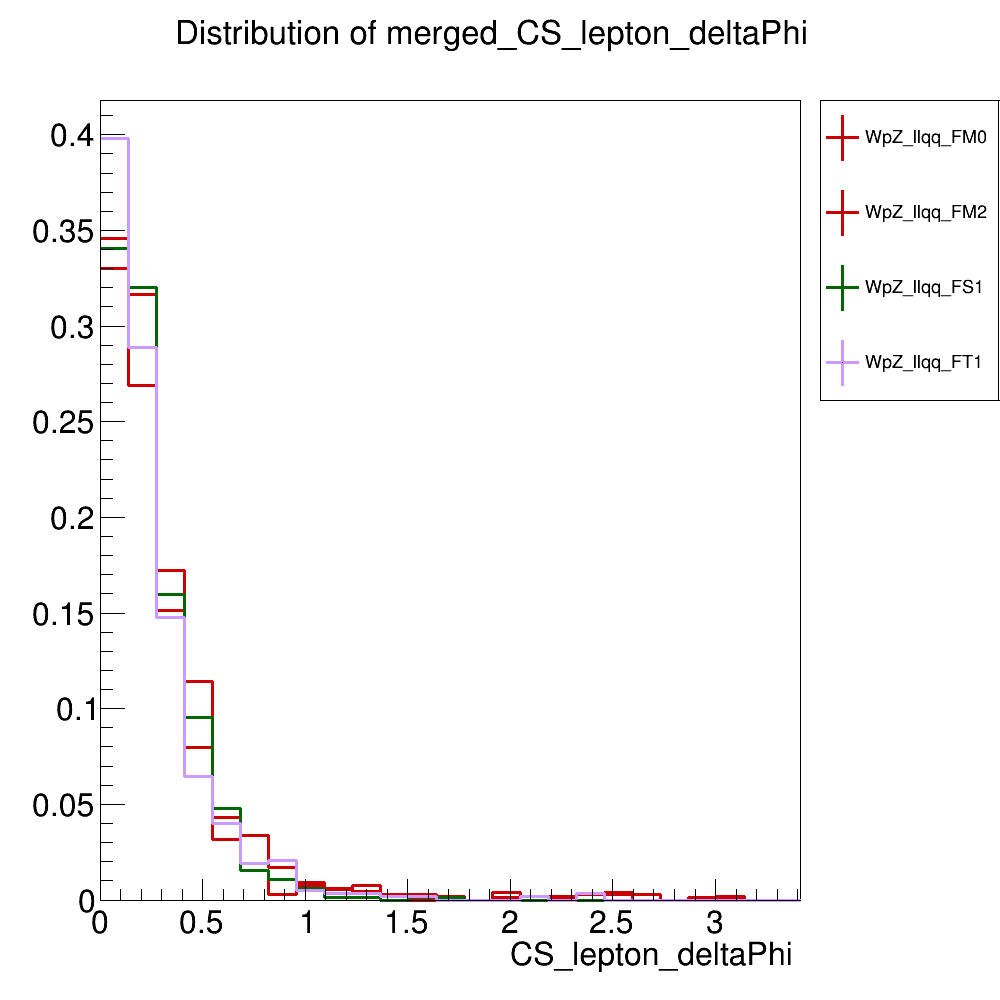 Distribution of merged_CS_lepton_deltaPhi
0.4
0.35
0.3
0.25
0.2
0.15
0.1
0.05
0
0 0.5 1 1.5 2 2.5 3
CS_lepton_deltaPhi
WpZ_llqq_FM0
WpZ_llqq_FM2
WpZ_llqq_FS1
WpZ_llqq_FT1